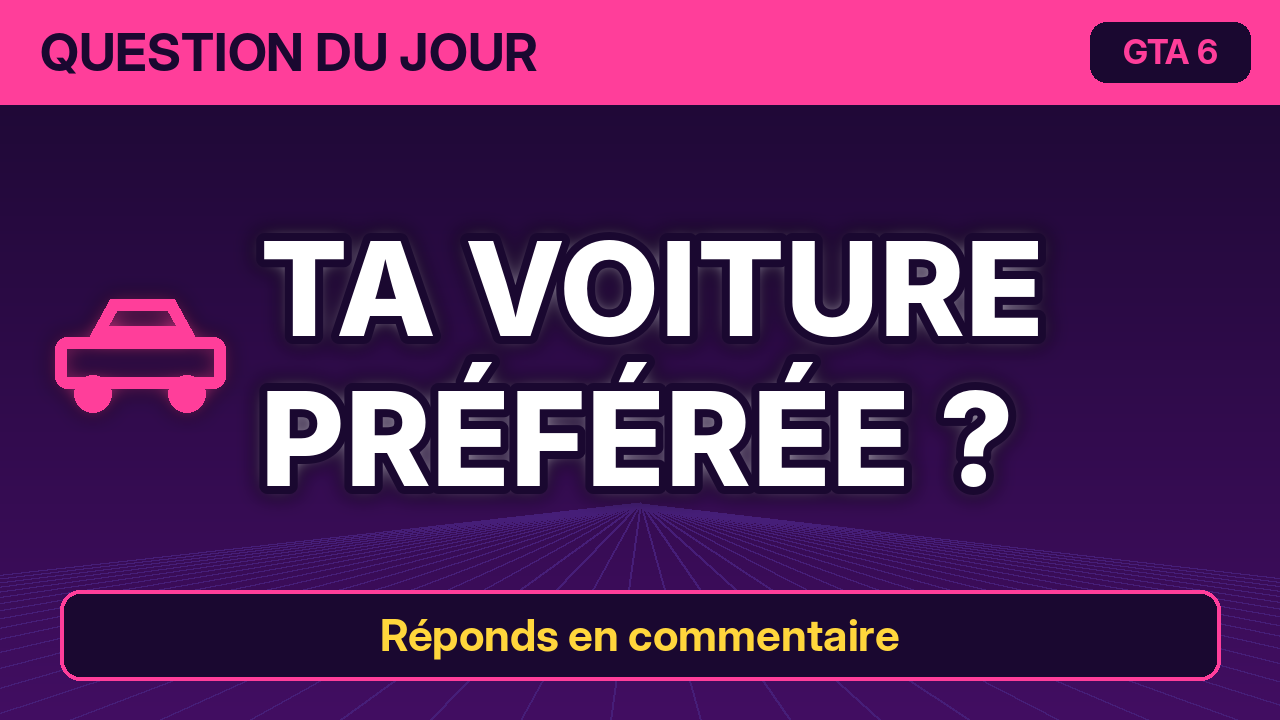 QUESTION DU JOUR
GTA 6
TA VOITURE
PRÉFÉRÉE ?
Réponds en commentaire